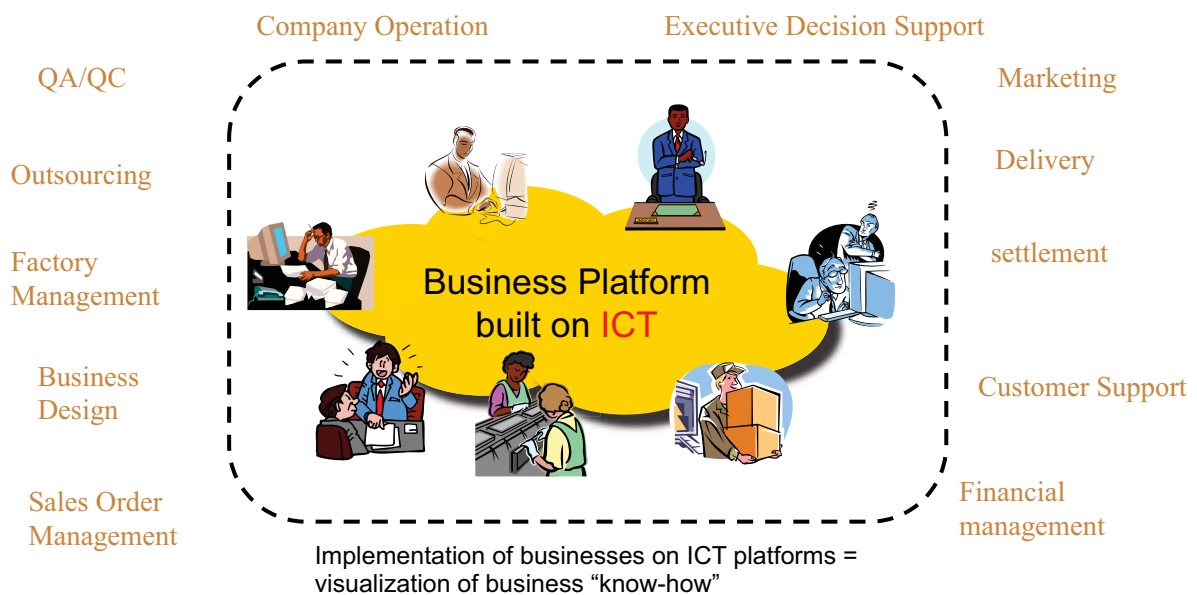 Company Operation
Executive Decision Support
QA/QC
Marketing
Outsourcing
Delivery
Factory
Management
settlement
Business Platform
built on ICT
Business
Design
Customer Support
Sales Order
Management
Financial
management
Implementation of businesses on ICT platforms =
visualization of business “know-how”